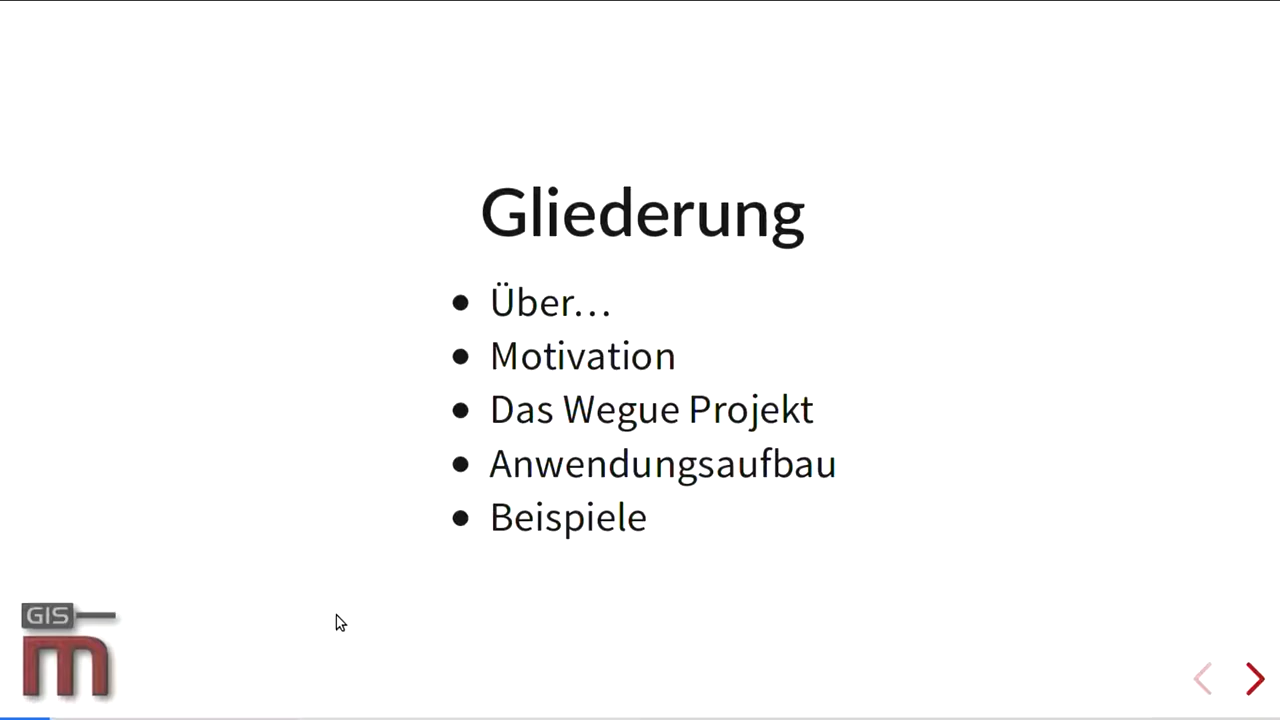 Gliederung
Über...
Motivation
Das Wegue Projekt
Anwendungsaufbau
Beispiele
GIS
m